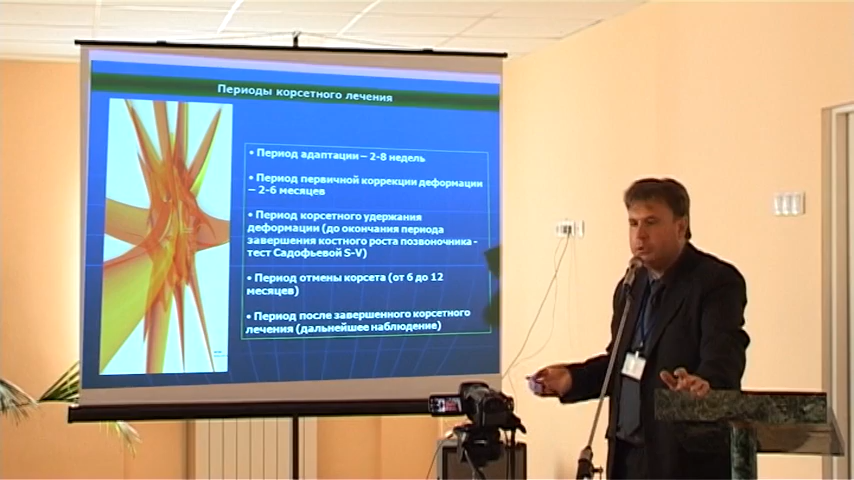 Периоды корсетного лечения
• Период адаптации – 2-8 недель
• Период первичной коррекции деформации
– 2-6 месяцев
• Период корсетного удержания
деформации (до окончания периода
завершения костного роста позвоночника -
тест Садофьевой S-V)
• Период отмены корсета (от 6 до 12
месяцев)
• Период после завершенного корсетного
лечения (дальнейшее наблюдение)